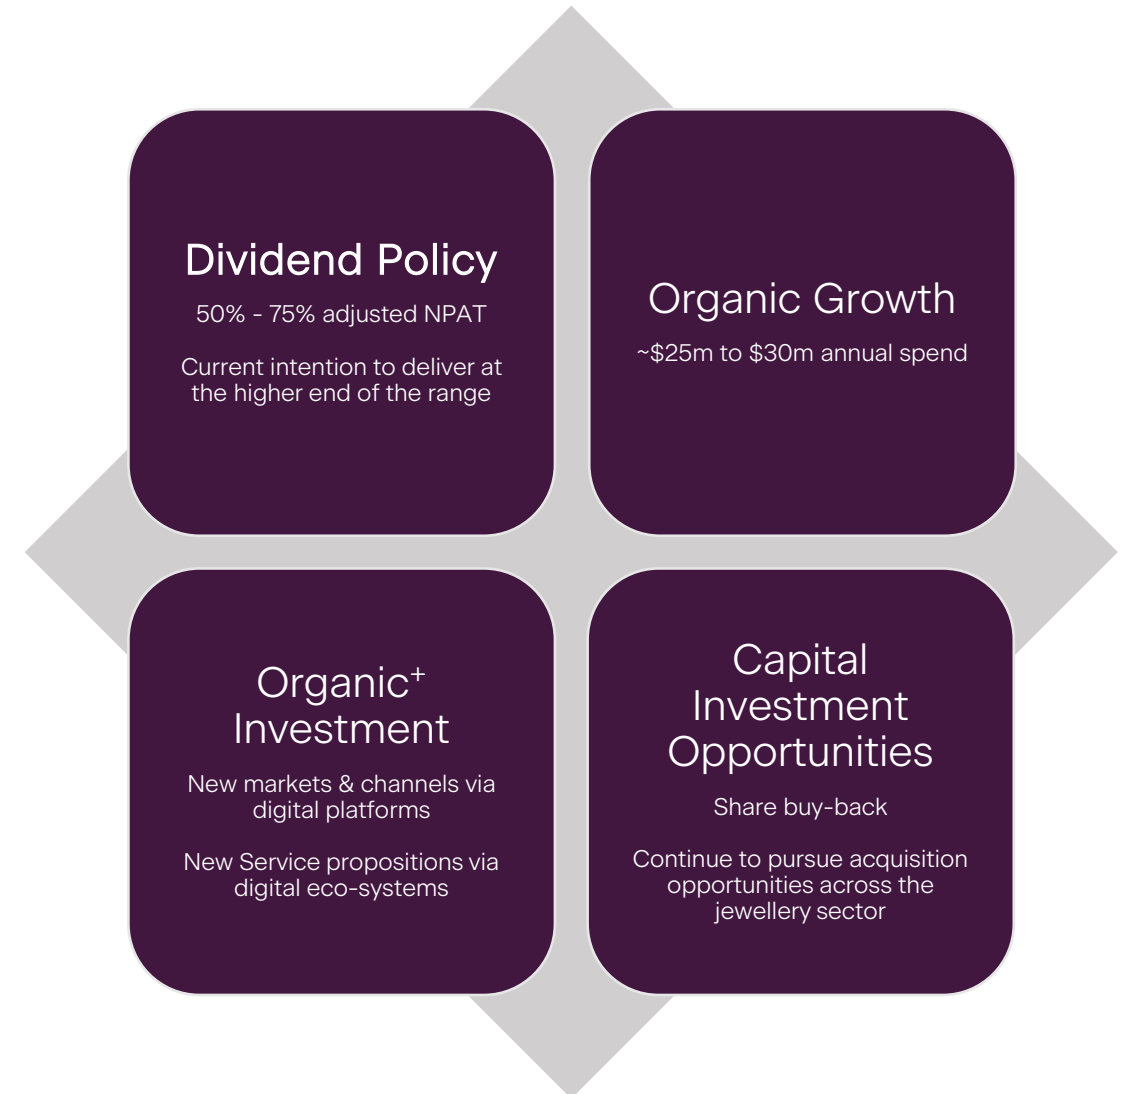 Dividend Policy
50% - 75% adjusted NPAT
Current intention to deliver at
the higher end of the range
Organic Growth
~$25m to $30m annual spend
Organic⁺
Investment
New markets & channels via
digital platforms
New Service propositions via
digital eco-systems
Capital
Investment
Opportunities
Share buy-back
Continue to pursue acquisition
opportunities across the
jewellery sector